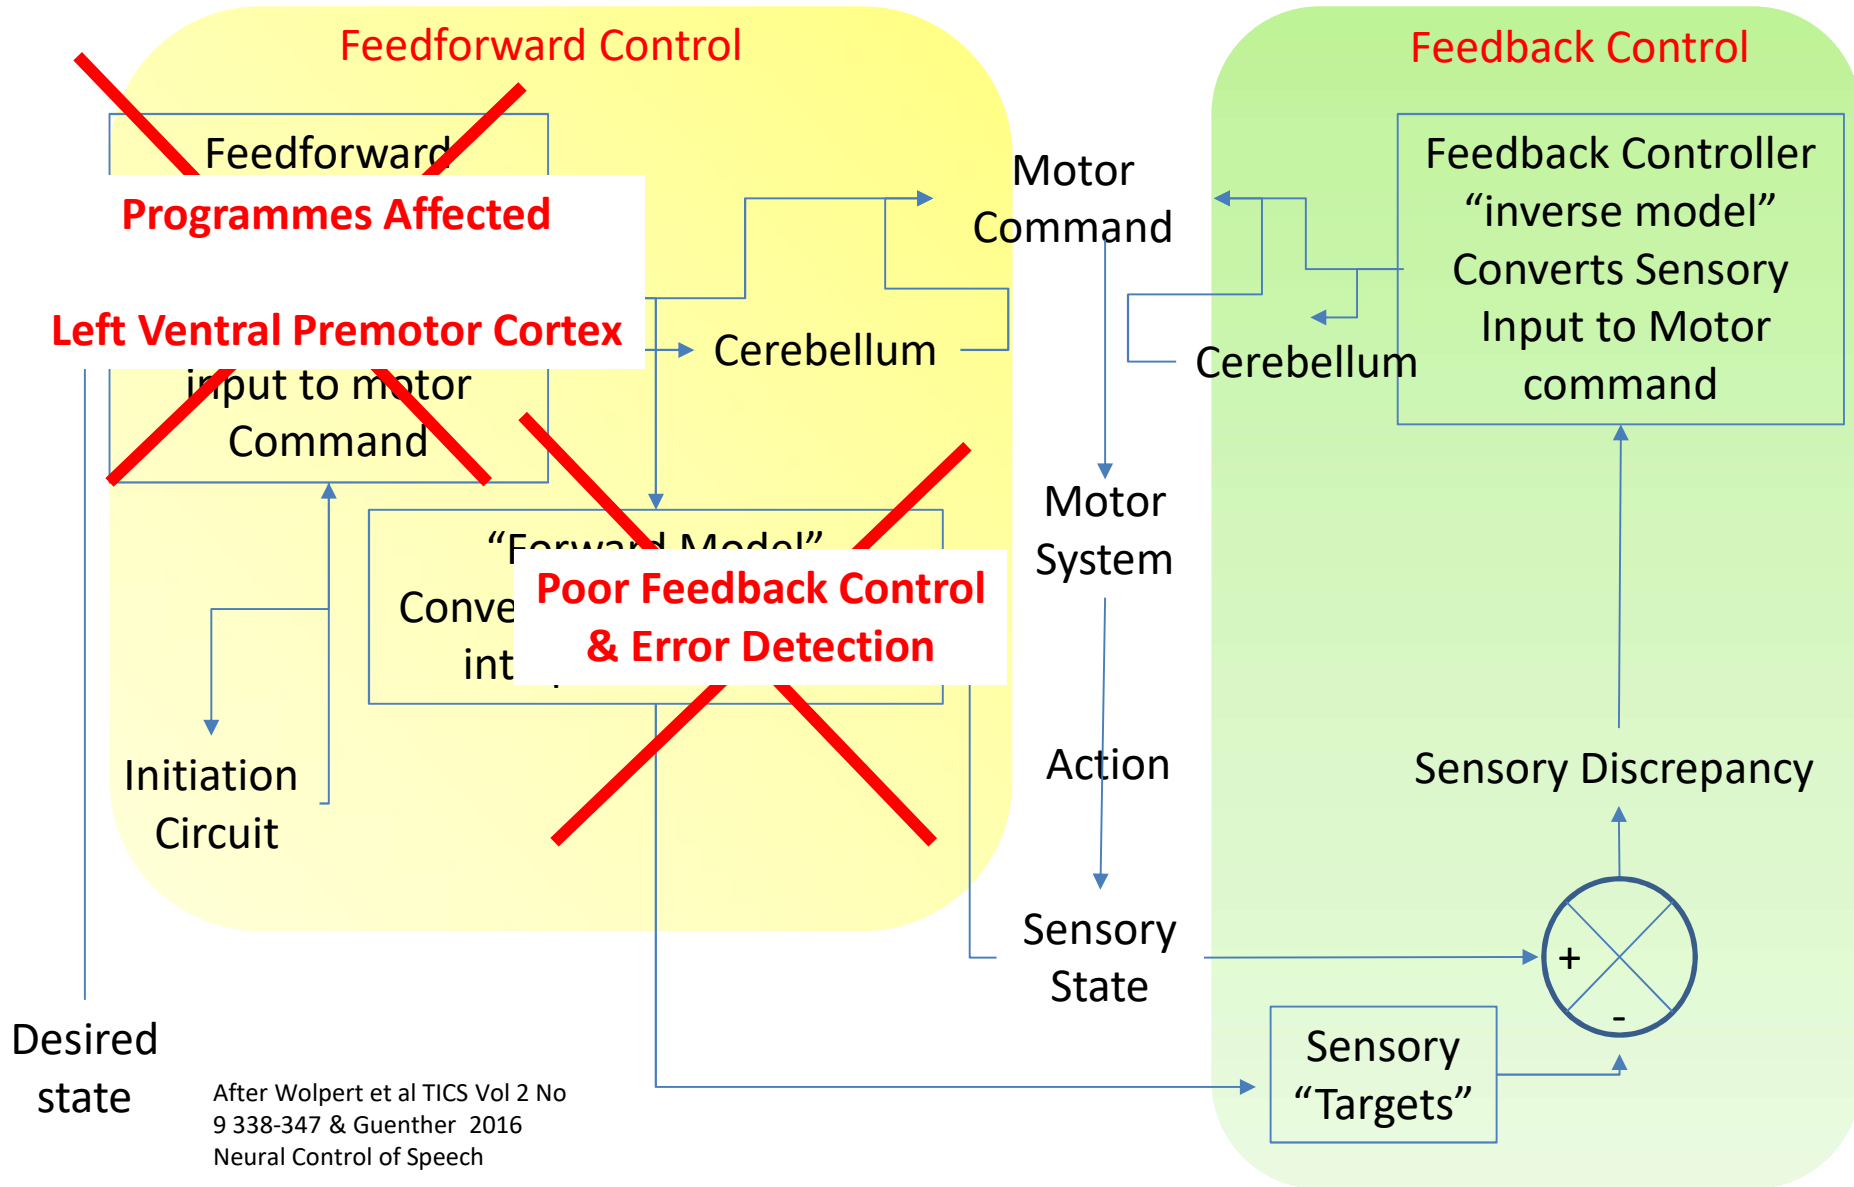 Feedforward Control
Feedforward
Programmes Affected
Left Ventral Premotor Cortex
input to motor
Command
Cerebellum
"Forward Model"
Poor Feedback Control
& Error Detection
Initiation
Circuit
Desired
state
After Wolpert et al TICS Vol 2 No
9 338-347 & Guenther 2016
Neural Control of Speech
Motor
Command
Motor
System
Action
Sensory
State
Feedback Control
Feedback Controller
“inverse model”
Converts Sensory
Input to Motor
command
Cerebellum
Sensory Discrepancy
+
-
Sensory
“Targets”